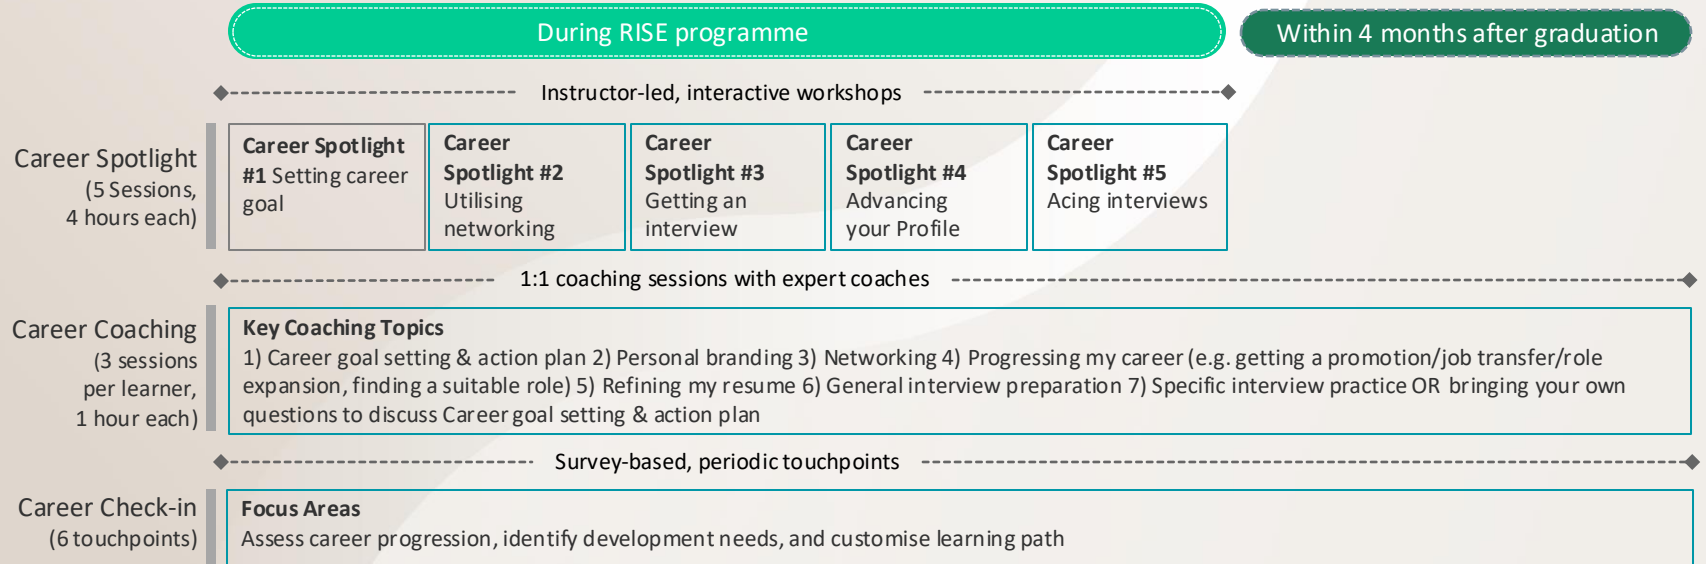 During RISE programme
Within 4 months after graduation
Instructor-led, interactive workshops
Career Spotlight
(5 Sessions,
4 hours each)
Career Spotlight
#1 Setting career
goal
Career
Spotlight #2
Utilising
networking
Career
Spotlight #3
Getting an
interview
Career
Spotlight #4
Advancing
your Profile
Career
Spotlight #5
Acing interviews
1:1 coaching sessions with expert coaches
Career Coaching
(3 sessions
per learner,
1 hour each)
Key Coaching Topics
1) Career goal setting & action plan 2) Personal branding 3) Networking 4) Progressing my career (e.g. getting a promotion/job transfer/role
expansion, finding a suitable role) 5) Refining my resume 6) General interview preparation 7) Specific interview practice OR bringing your own
questions to discuss Career goal setting & action plan
Survey-based, periodic touchpoints
Career Check-in
(6 touchpoints)
Focus Areas
Assess career progression, identify development needs, and customise learning path